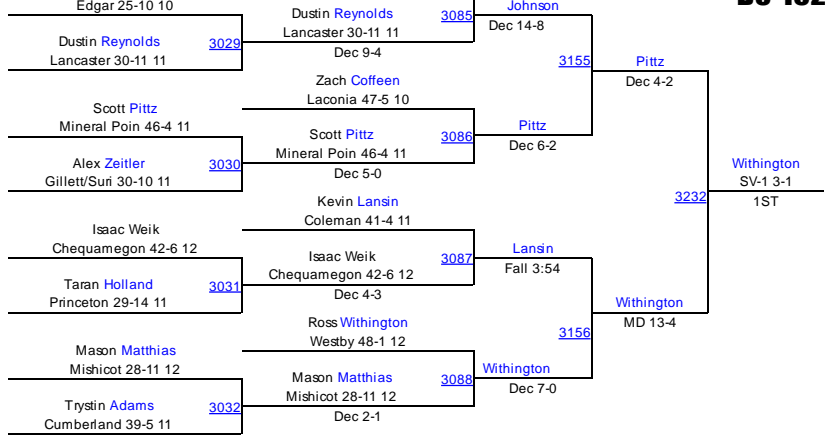 Edgar 25-10 10
Dustin Reynolds
Lancaster 30-11 11
3029
Dustin Reynolds
Lancaster 30-11 11
Dec 9-4
3085
Johnson
Dec 14-8
Zach Coffeen
Laconia 47-5 10
3155
Pittz
Dec 4-2
Scott Pittz
Mineral Poin 46-4 11
Alex Zeitler
Gillett/Suri 30-10 11
3030
Scott Pittz
Mineral Poin 46-4 11
Dec 5-0
3086
Pittz
Dec 6-2
Withington
SV-1 3-1
1ST
3232
Kevin Lansin
Coleman 41-4 11
Isaac Weik
Chequamegon 42-6 12
Taran Holland
Princeton 29-14 11
3031
Isaac Weik
Chequamegon 42-6 12
Dec 4-3
3087
Lansin
Fall 3:54
Ross Withington
Westby 48-1 12
3156
Withington
MD 13-4
Mason Matthias
Mishicot 28-11 12
Trystin Adams
Cumberland 39-5 11
3032
Mason Matthias
Mishicot 28-11 12
Dec 2-1
3088
Withington
Dec 7-0